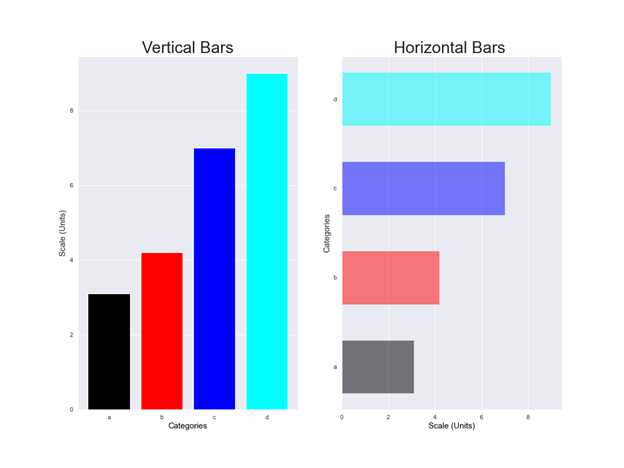 Vertical Bars
Scale (Units)
8
6
4
2
0
a b c d
Categories
Horizontal Bars
Categories
d
c
b
a
0 2 4 6 8
Scale (Units)